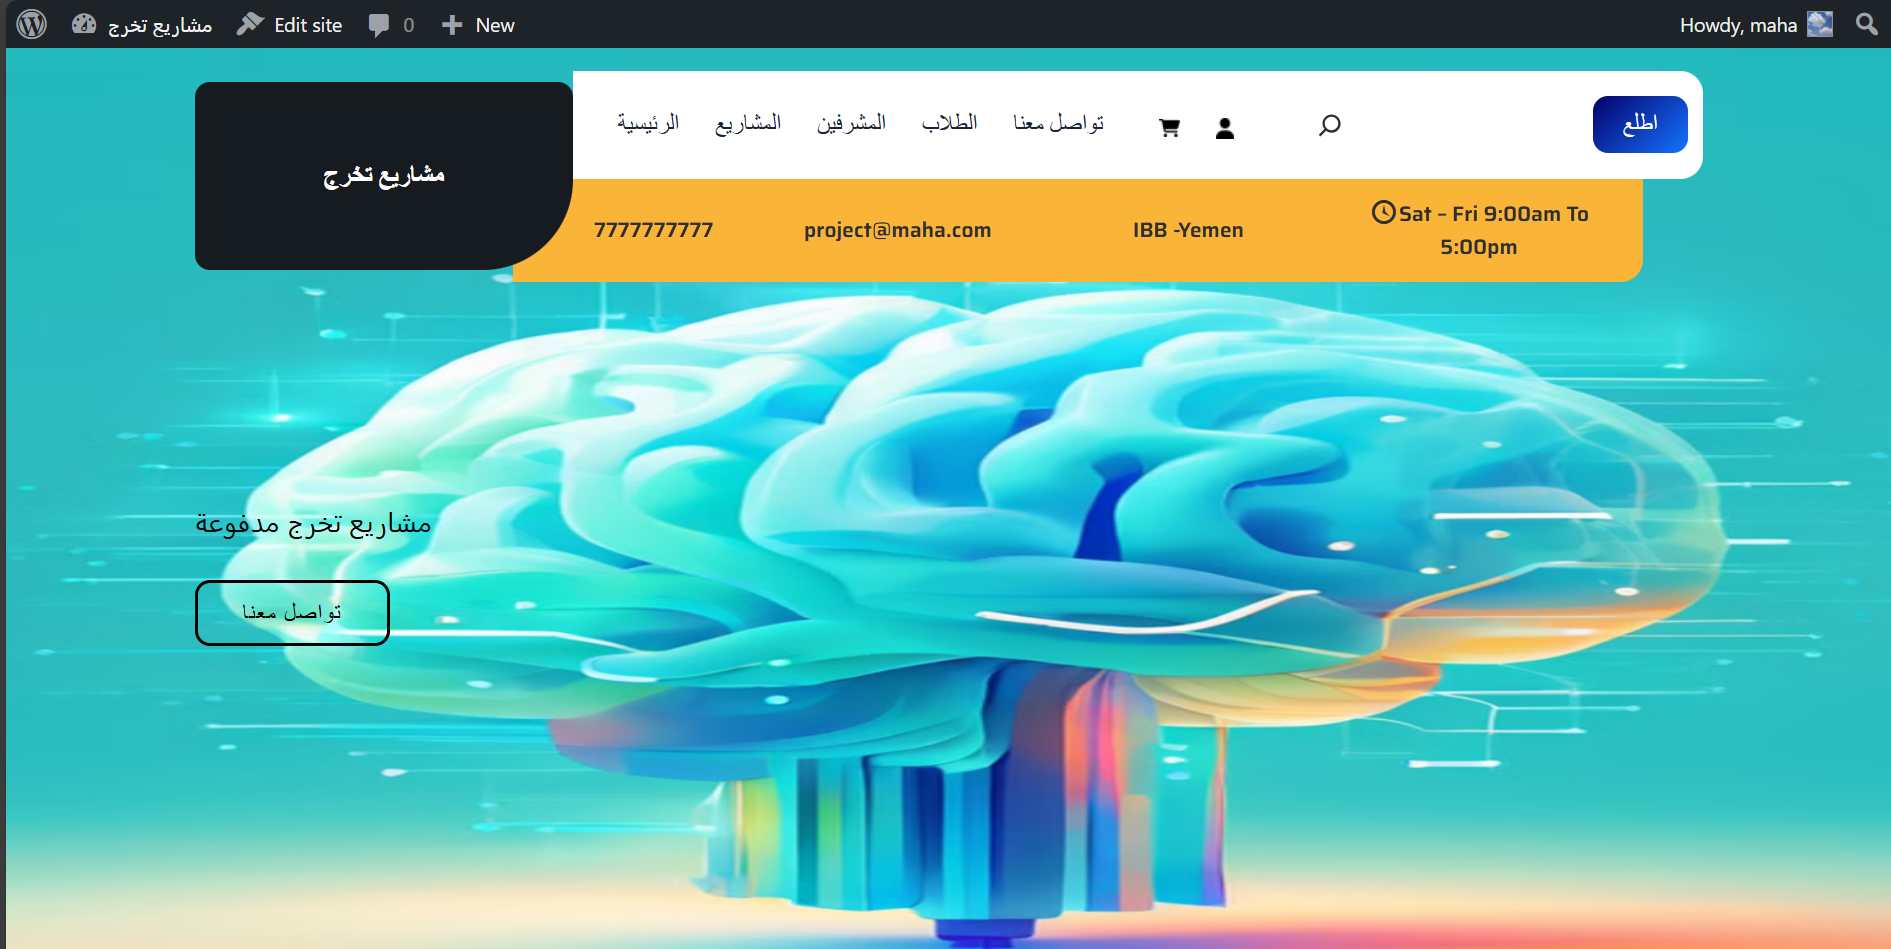 مشاريع تخرج Edit site 0 New Howdy, maha
مشاريع تخرج
الرئيسية المشاريع المشرفين الطلاب تواصل معنا اطلع
7777777777 project@maha.com IBB -Yemen Sat – Fri 9:00am To
5:00pm
مشاريع تخرج مدفوعة
تواصل معنا